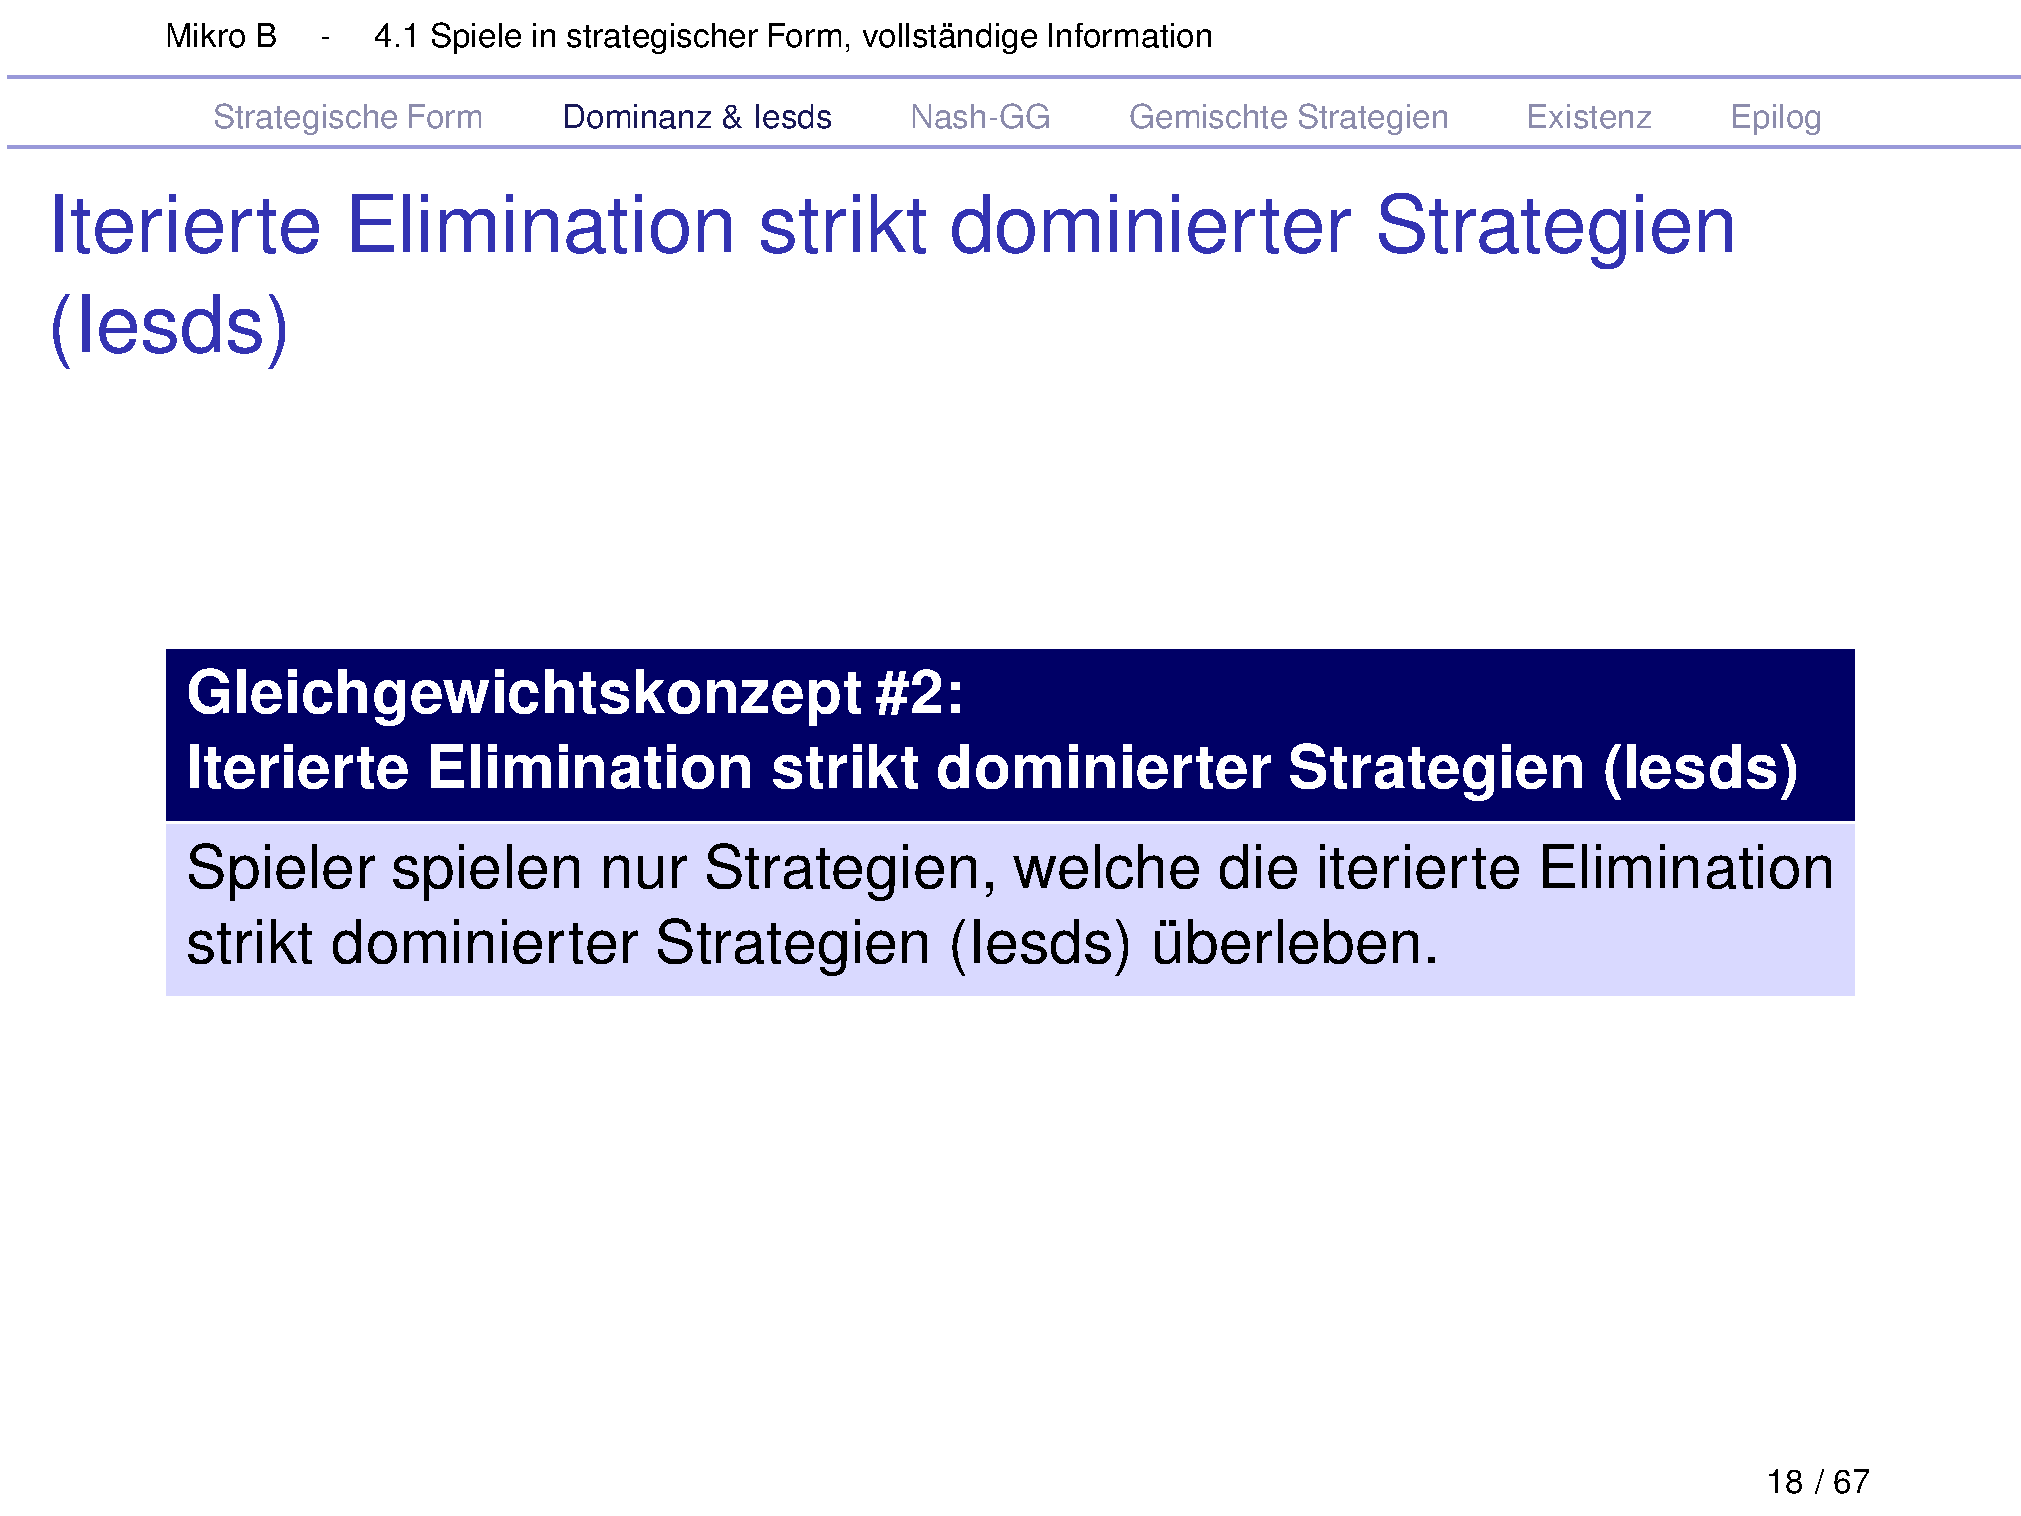 Mikro B - 4.1 Spiele in strategischer Form, vollständige Information
Strategische Form Dominanz & Iesds Nash-GG Gemischte Strategien Existenz Epilog
Iterierte Elimination strikt dominierter Strategien
(Iesds)
Gleichgewichtskonzept #2:
Iterierte Elimination strikt dominierter Strategien (Iesds)
Spieler spielen nur Strategien, welche die iterierte Elimination
strikt dominierter Strategien (Iesds) überleben.
18 / 67